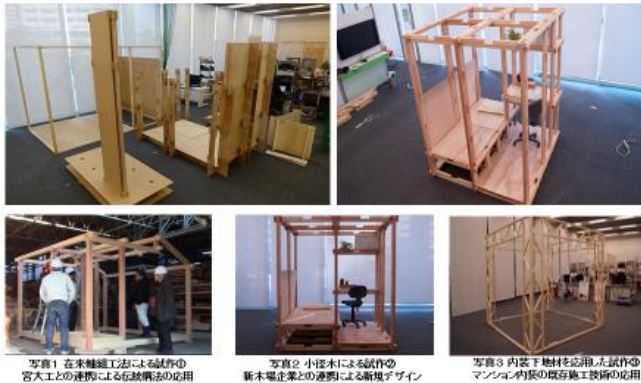 写真1 在来軸組工法による試作①
宮大工との連携による伝統構法の応用
写真2 小径木による試作②
新木場企業との連携による新規デザイン
写真3 内装下地材を応用した試作③
マンション内装の既存施工技術の応用